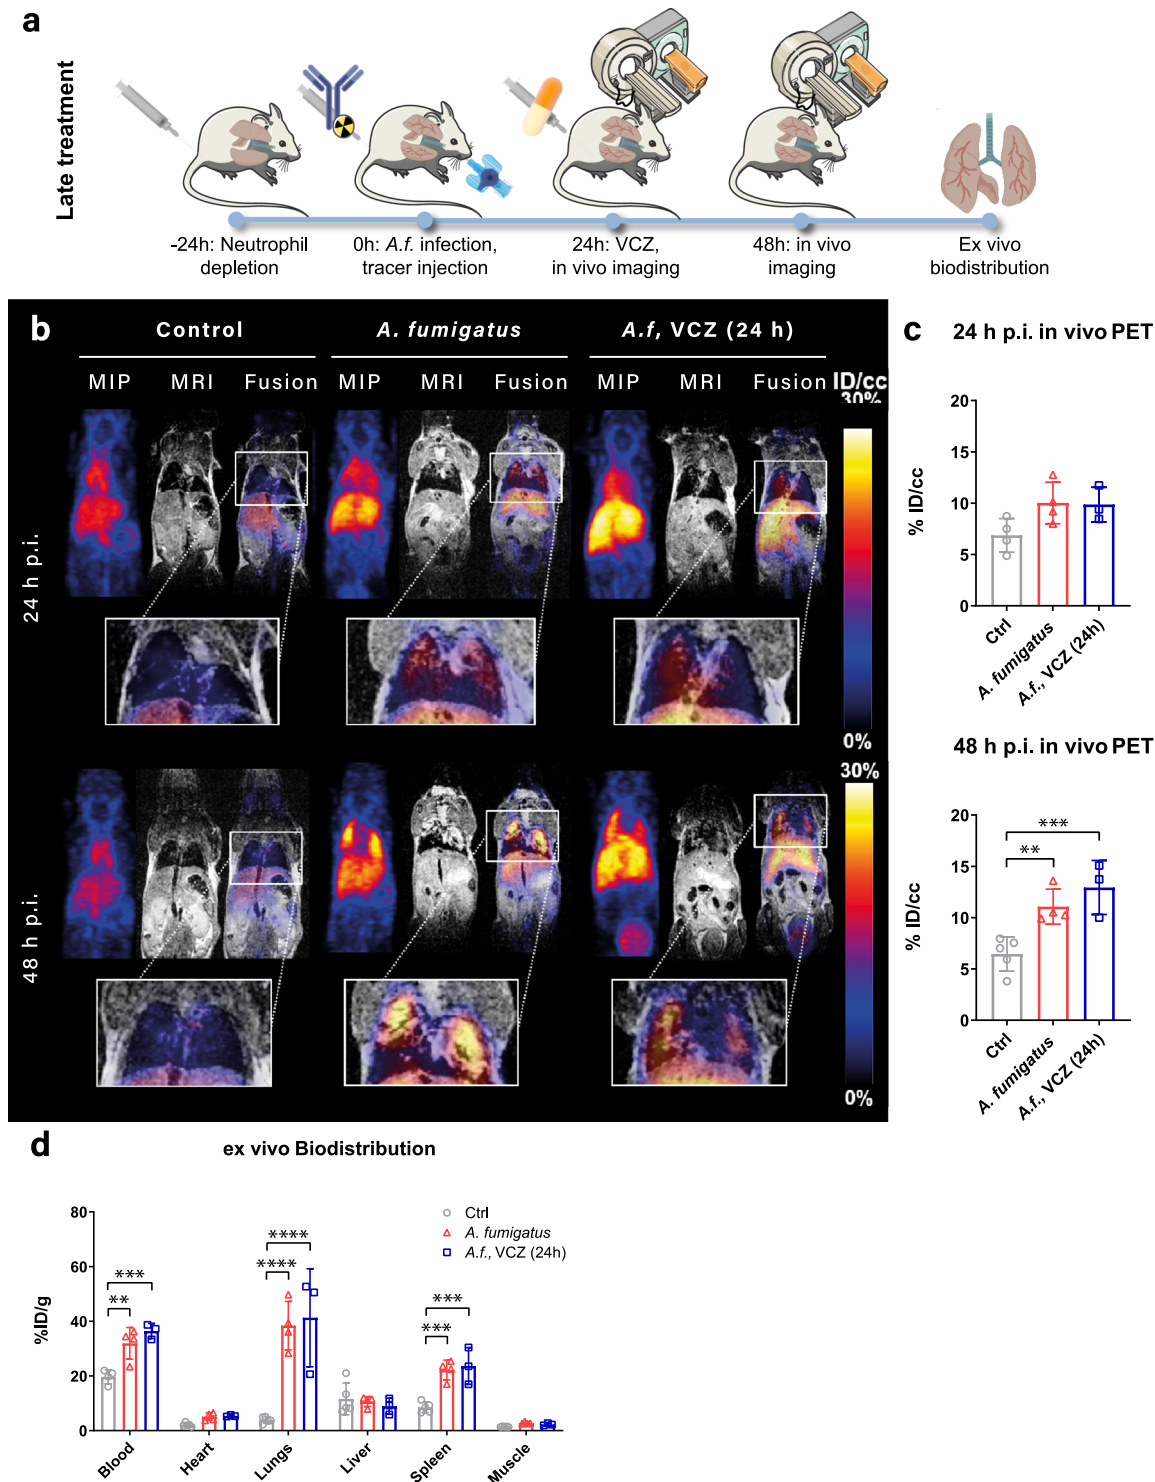 a
Late treatment
-24h: Neutrophil
depletion
0h: A.f. infection,
tracer injection
24h: VCZ,
in vivo imaging
48h: in vivo
imaging
Ex vivo
biodistribution
b
Control
A. fumigatus
A.f, VCZ (24 h)
MIP MRI Fusion MIP MRI Fusion MIP MRI Fusion ID/cc
30%
24 h p.i.
0%
30%
48 h p.i.
0%
c
24 h p.i. in vivo PET
% ID/cc
20
15
10
5
0
Ctrl
A. fumigatus
A.f., VCZ (24h)
48 h p.i. in vivo PET
% ID/cc
20
15
10
5
0
***
**
Ctrl
A. fumigatus
A.f., VCZ (24h)
d
ex vivo Biodistribution
Ctrl
A. fumigatus
A.f., VCZ (24h)
%ID/g
80
60
40
20
0
***
**
****
****
***
***
Blood
Heart
Lungs
Liver
Spleen
Muscle